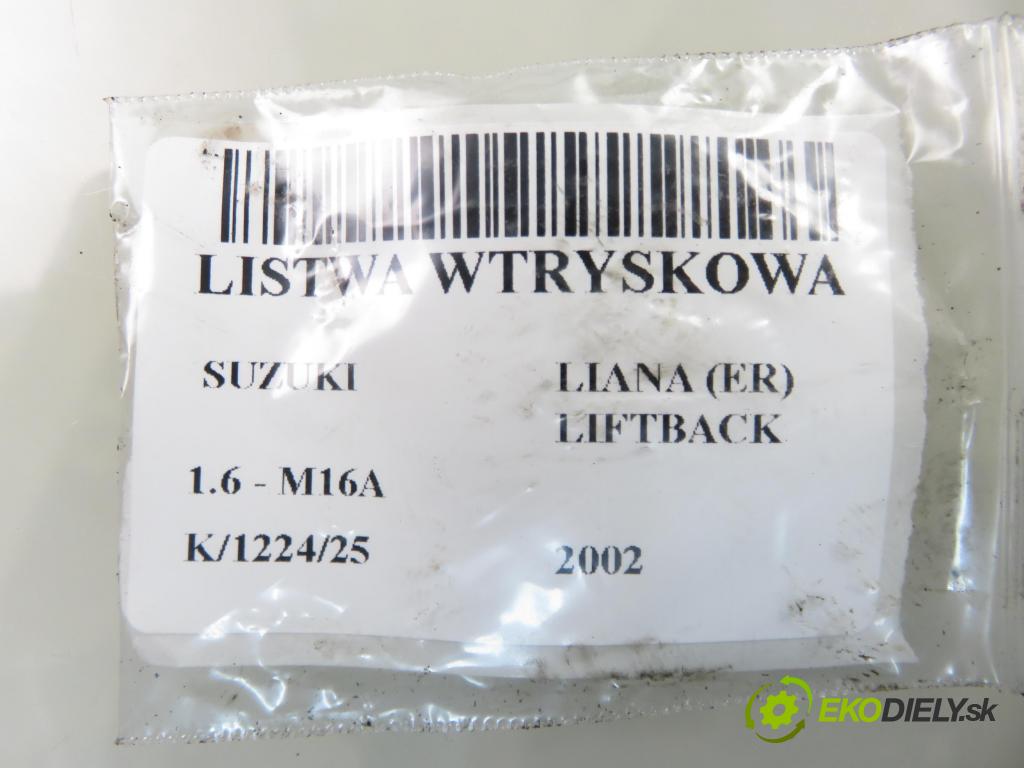 LISTWA WTRYSKOWA
SUZUKI
LIANA (ER)
LIFTBACK
1.6 - M16A
K/1224/25
2002
EKODIELY.sk